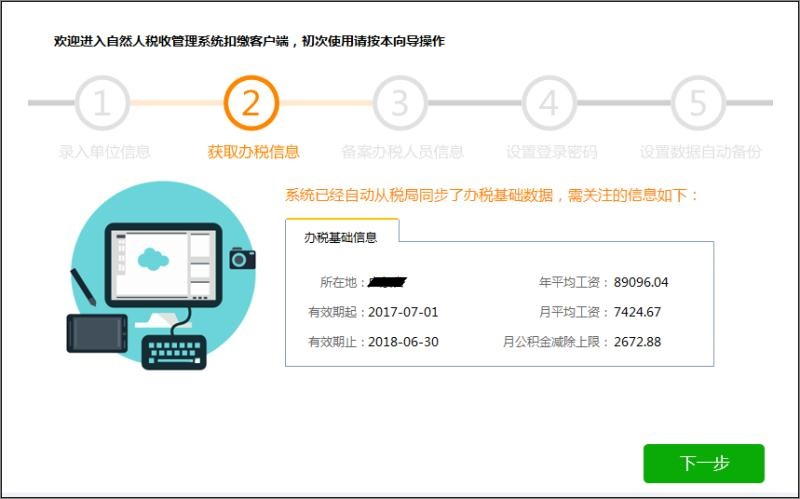 欢迎进入自然人税收管理系统扣缴客户端，初次使用请按本向导操作
1 2 3 4 5
录入单位信息 获取办税信息 备案办税人员信息 设置登录密码 设置数据自动备份
系统已经自动从税局同步了办税基础数据，需关注的信息如下：
办税基础信息
所在地： 年平均工资：89096.04
有效期起：2017-07-01 月平均工资：7424.67
有效期止：2018-06-30 月公积金减除上限：2672.88
下一步